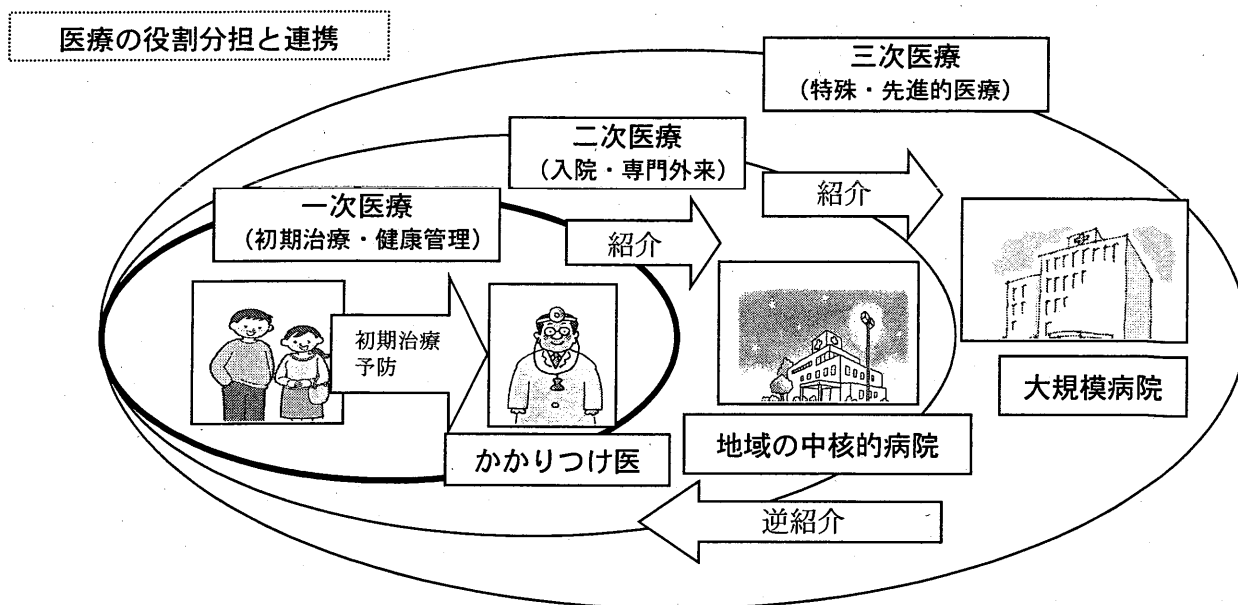 医療の役割分担と連携
三次医療
（特殊・先進的医療）
二次医療
（入院・専門外来）
紹介
一次医療
（初期治療・健康管理）
紹介
初期治療
予防
大規模病院
かかりつけ医
地域の中核的病院
逆紹介